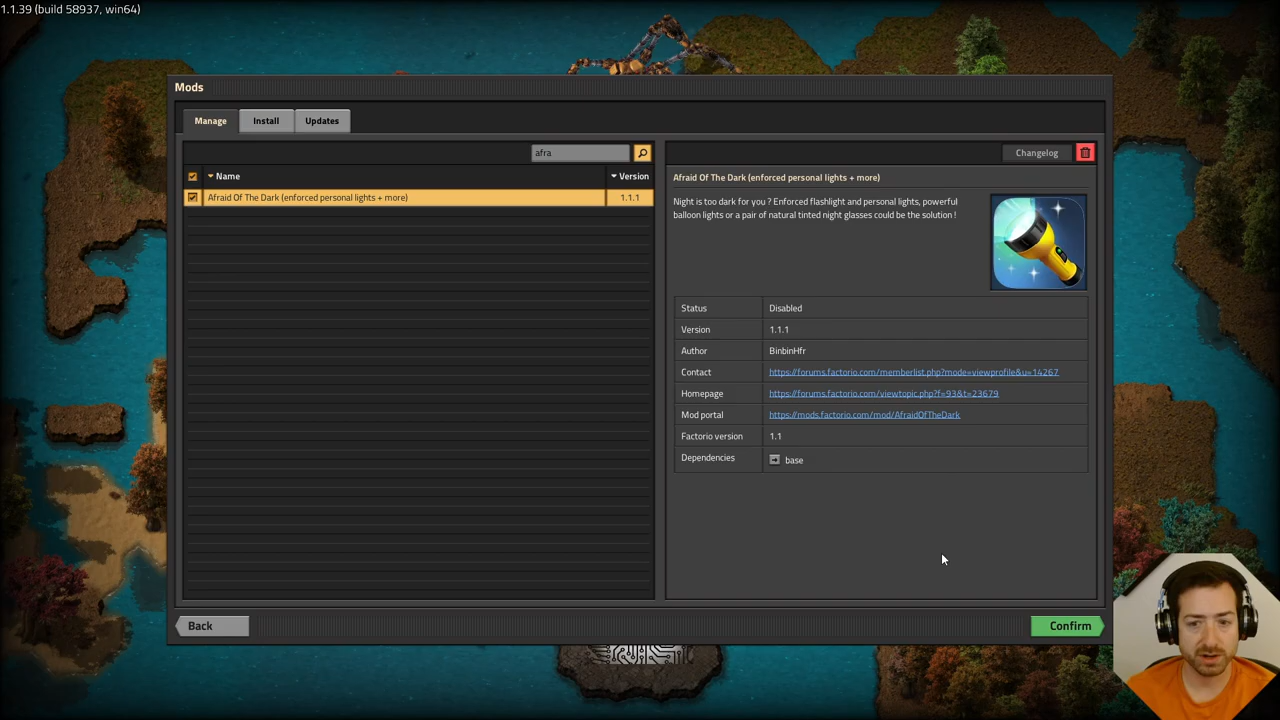 1.1.39 (build 58937, win64)
Mods
Manage
Install
Updates
afra
Name
Version
Afraid Of The Dark (enforced personal lights + more)
1.1.1
Changelog
Afraid Of The Dark (enforced personal lights + more)
Night is too dark for you ? Enforced flashlight and personal lights, powerful
balloon lights or a pair of natural tinted night glasses could be the solution !
Status Disabled
Version 1.1.1
Author BinbinHfr
Contact https://forums.factorio.com/memberlist.php?mode=viewprofile&u=14267
Homepage https://forums.factorio.com/viewtopic.php?f=93&t=23679
Mod portal https://mods.factorio.com/mod/AfraidOfTheDark
Factorio version 1.1
Dependencies base
Back
Confirm